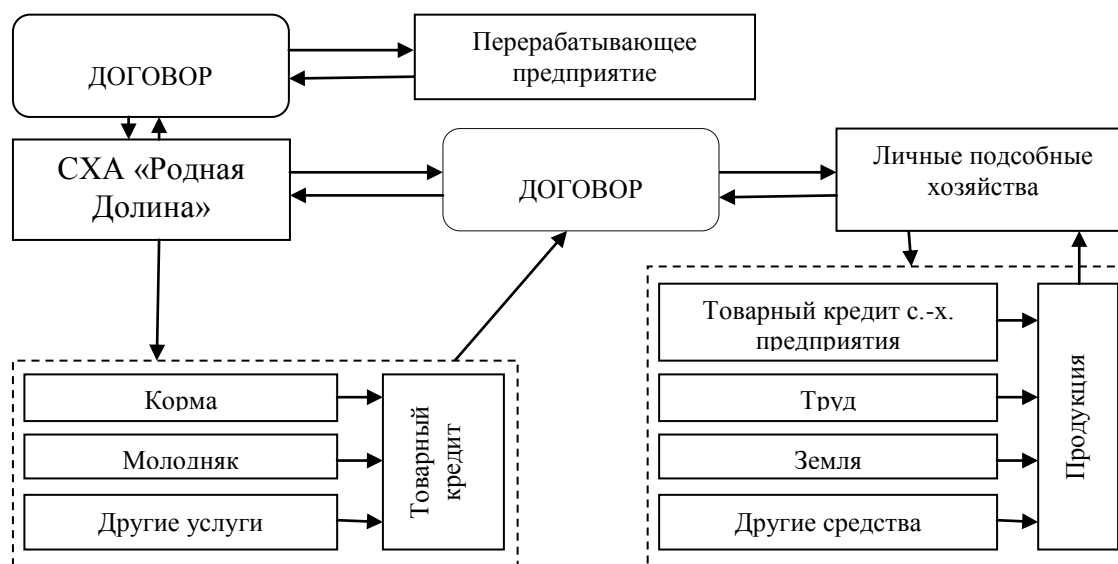 ДОГОВОР
Перерабатывающее
предприятие
СХА «Родная
Долина»
ДОГОВОР
Личные подсобные
хозяйства
Корма
Молодняк
Другие услуги
Товарный
кредит
Товарный кредит с.-х.
предприятия
Труд
Земля
Другие средства
Продукция